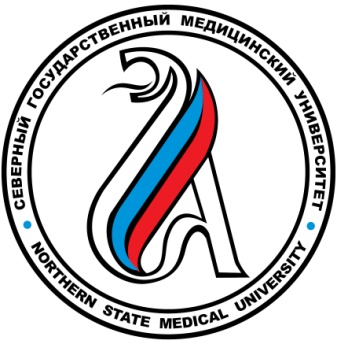 СЕВЕРНЫЙ ГОСУДАРСТВЕННЫЙ МЕДИЦИНСКИЙ УНИВЕРСИТЕТ
NORTHERN STATE MEDICAL UNIVERSITY